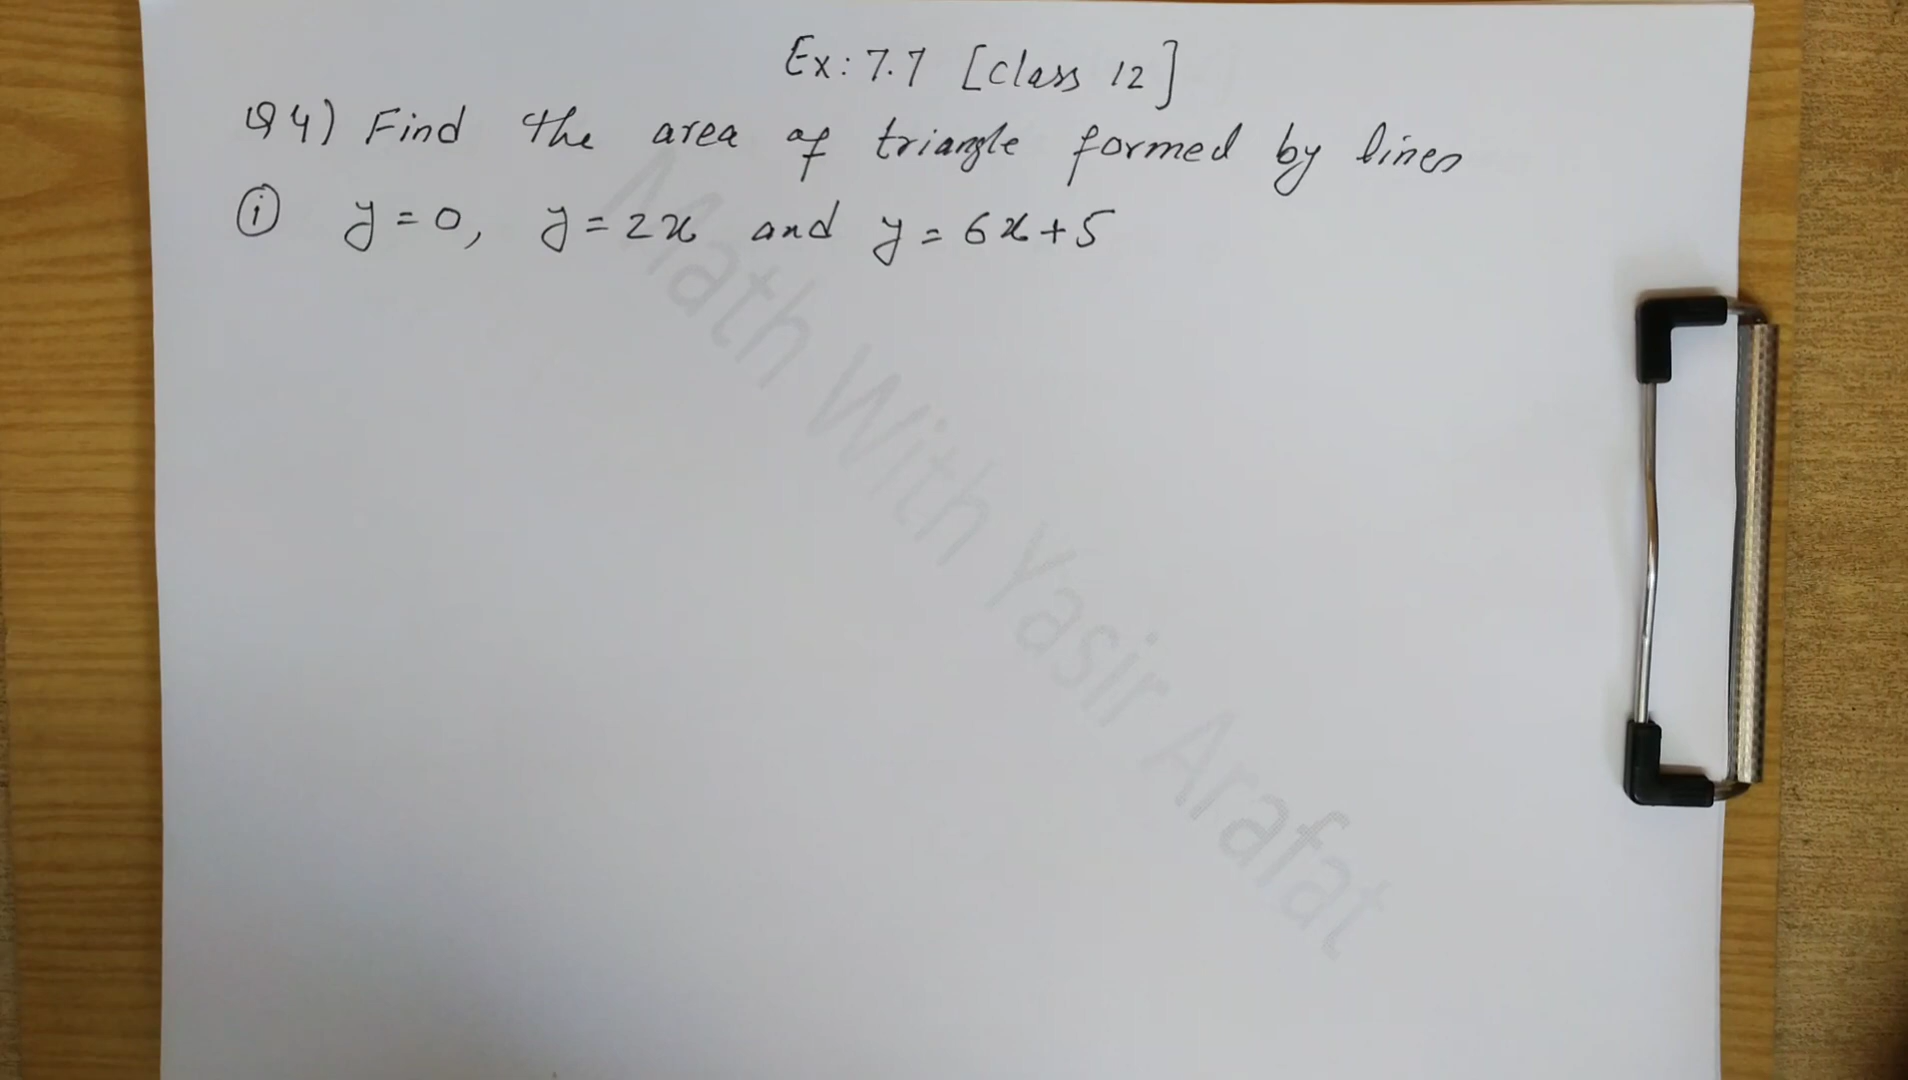 Ex: 7.7 [Class 12]
Q4) Find the area of triangle formed by lines
(i) y = 0, y = 2x and y = 6x + 5
Math With Yasir Arafat